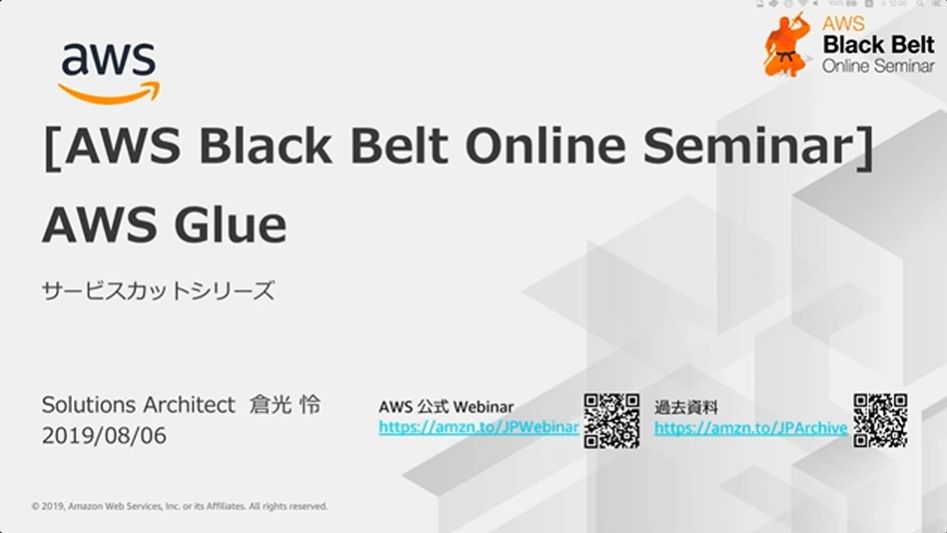 aws
AWS
Black Belt
Online Seminar
[AWS Black Belt Online Seminar]
AWS Glue
サービスカットシリーズ
Solutions Architect 倉光 怜
2019/08/06
AWS 公式 Webinar
https://amzn.to/JPWebinar
過去資料
https://amzn.to/JPArchive
© 2019, Amazon Web Services, Inc. or its Affiliates. All rights reserved.